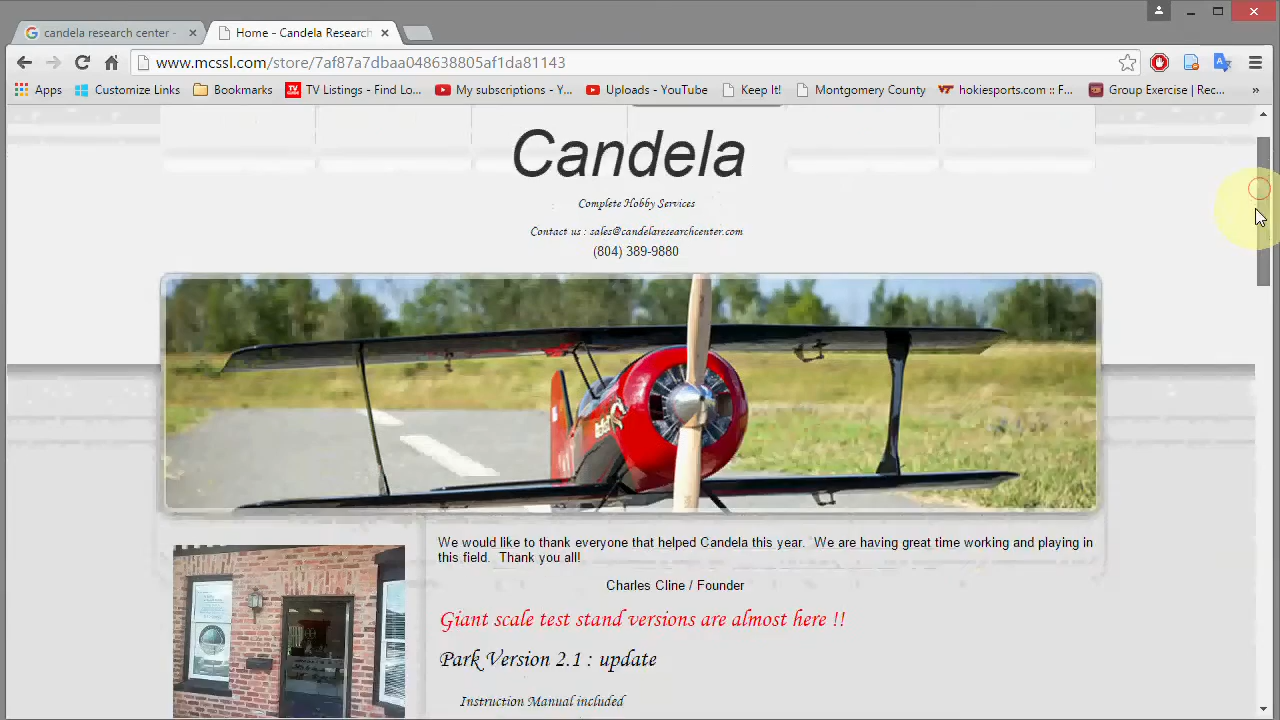 candela research center -
Home - Candela Research
www.mcssl.com/store/7af87a7dbaa048638805af1da81143
Apps
Customize Links
Bookmarks
TV Listings - Find Lo...
My subscriptions - Y...
Uploads - YouTube
Keep It!
Montgomery County
hokiesports.com :: F...
Group Exercise | Rec...
»
Candela
Complete Hobby Services
Contact us : sales@candelaresearchcenter.com
(804) 389-9880
We would like to thank everyone that helped Candela this year. We are having great time working and playing in
this field. Thank you all!
Charles Cline / Founder
Giant scale test stand versions are almost here !!
Park Version 2.1 : update
Instruction Manual included